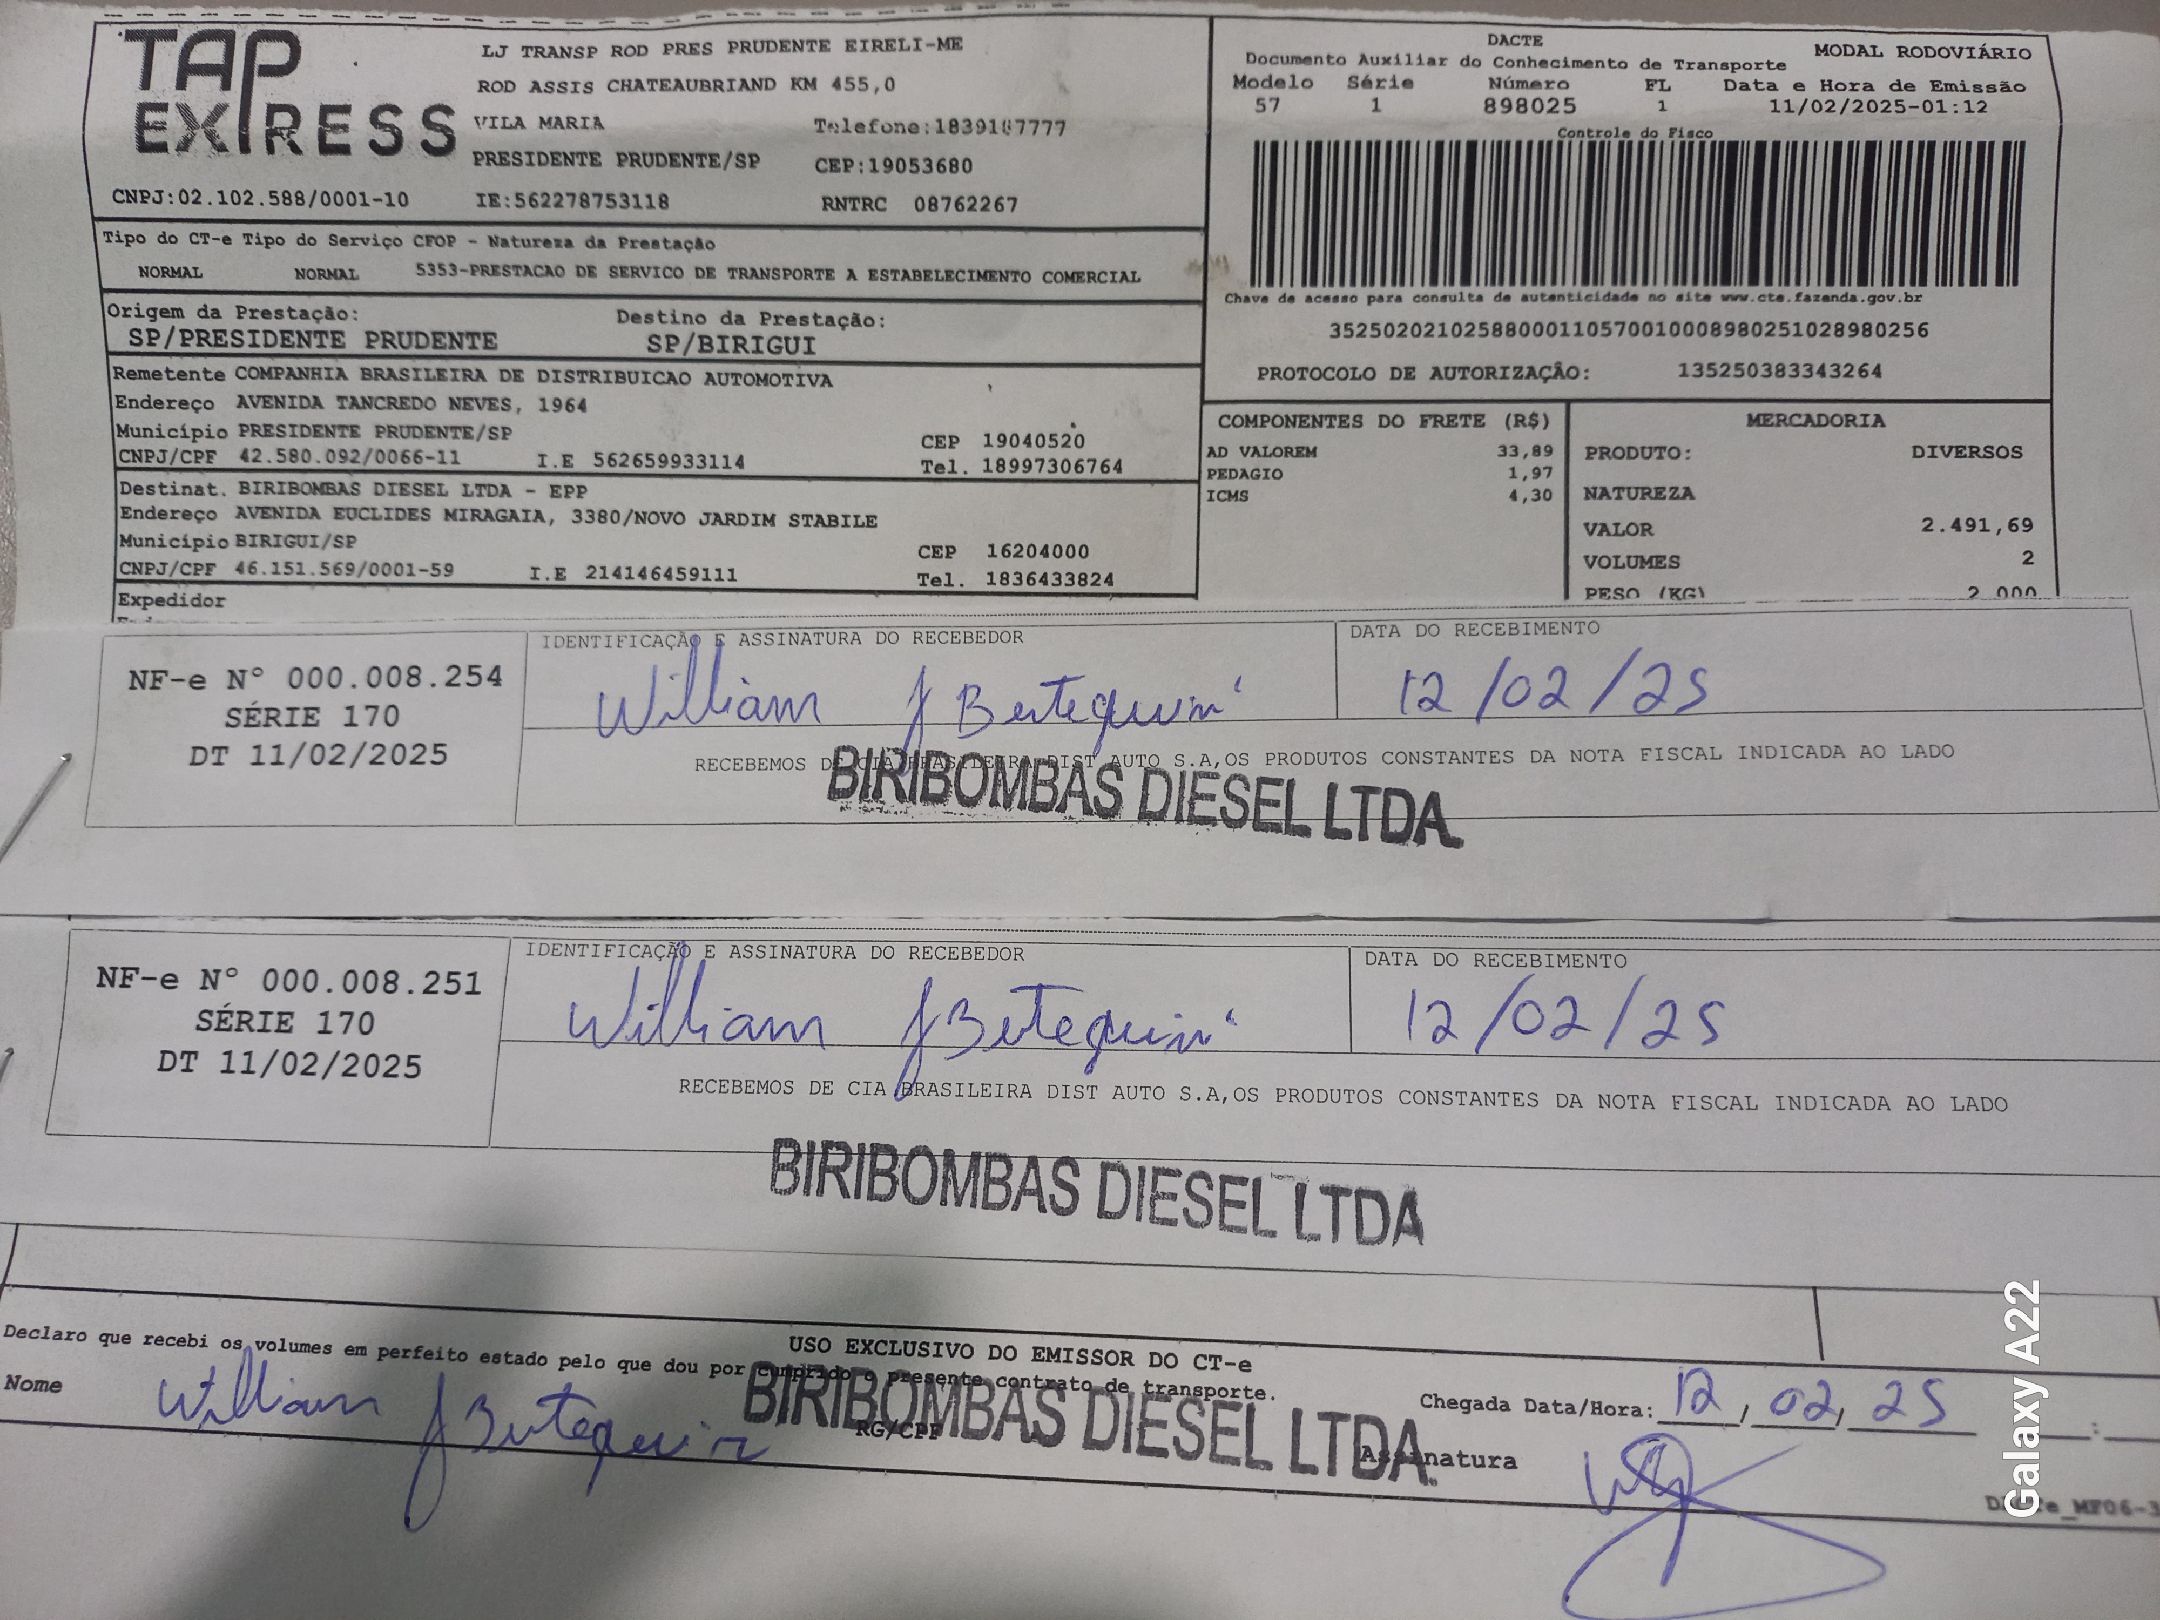 TAP EXPRESS
LJ TRANSP ROD PRES PRUDENTE EIRELI-ME
ROD ASSIS CHATEAUBRIAND KM 455,0
VILA MARIA Telefone:1839107777
PRESIDENTE PRUDENTE/SP CEP:19053680
CNPJ:02.102.588/0001-10 IE:562278753118 RNTRC 08762267
DACTE MODAL RODOVIÁRIO
Documento Auxiliar do Conhecimento de Transporte
Modelo Série Número FL Data e Hora de Emissão
57 1 898025 1 11/02/2025-01:12
Controle do Fisco
Chave de acesso para consulta de autenticidade no site www.cte.fazenda.gov.br
35250202102588000110570010008980251028980256
PROTOCOLO DE AUTORIZAÇÃO: 135250383343264
Tipo do CT-e Tipo do Serviço CFOP - Natureza da Prestação
NORMAL NORMAL 5353-PRESTACAO DE SERVICO DE TRANSPORTE A ESTABELECIMENTO COMERCIAL
Origem da Prestação: Destino da Prestação:
SP/PRESIDENTE PRUDENTE SP/BIRIGUI
Remetente COMPANHIA BRASILEIRA DE DISTRIBUICAO AUTOMOTIVA
Endereço AVENIDA TANCREDO NEVES, 1964
Município PRESIDENTE PRUDENTE/SP CEP 19040520
CNPJ/CPF 42.580.092/0066-11 I.E 562659933114 Tel. 18997306764
Destinat. BIRIBOMBAS DIESEL LTDA - EPP
Endereço AVENIDA EUCLIDES MIRAGAIA, 3380/NOVO JARDIM STABILE
Município BIRIGUI/SP CEP 16204000
CNPJ/CPF 46.151.569/0001-59 I.E 214146459111 Tel. 1836433824
Expedidor
COMPONENTES DO FRETE (R$)
AD VALOREM 33,89
PEDAGIO 1,97
ICMS 4,30
MERCADORIA
PRODUTO: DIVERSOS
NATUREZA
VALOR 2.491,69
VOLUMES 2
PESO (KG) 2,000
NF-e Nº 000.008.254
SÉRIE 170
DT 11/02/2025
IDENTIFICAÇÃO E ASSINATURA DO RECEBEDOR DATA DO RECEBIMENTO
William J Bertequini 12/02/25
RECEBEMOS DE CIA BRASILEIRA DIST AUTO S.A,OS PRODUTOS CONSTANTES DA NOTA FISCAL INDICADA AO LADO
BIRIBOMBAS DIESEL LTDA.
NF-e Nº 000.008.251
SÉRIE 170
DT 11/02/2025
IDENTIFICAÇÃO E ASSINATURA DO RECEBEDOR DATA DO RECEBIMENTO
William J Bertequini 12/02/25
RECEBEMOS DE CIA BRASILEIRA DIST AUTO S.A,OS PRODUTOS CONSTANTES DA NOTA FISCAL INDICADA AO LADO
BIRIBOMBAS DIESEL LTDA
USO EXCLUSIVO DO EMISSOR DO CT-e
Declaro que recebi os volumes em perfeito estado pelo que dou por cumprido o presente contrato de transporte.
Nome William J RG/CPF
Chegada Data/Hora: 12, 02, 25 :
Assinatura
BIRIBOMBAS DIESEL LTDA.
Galaxy A22